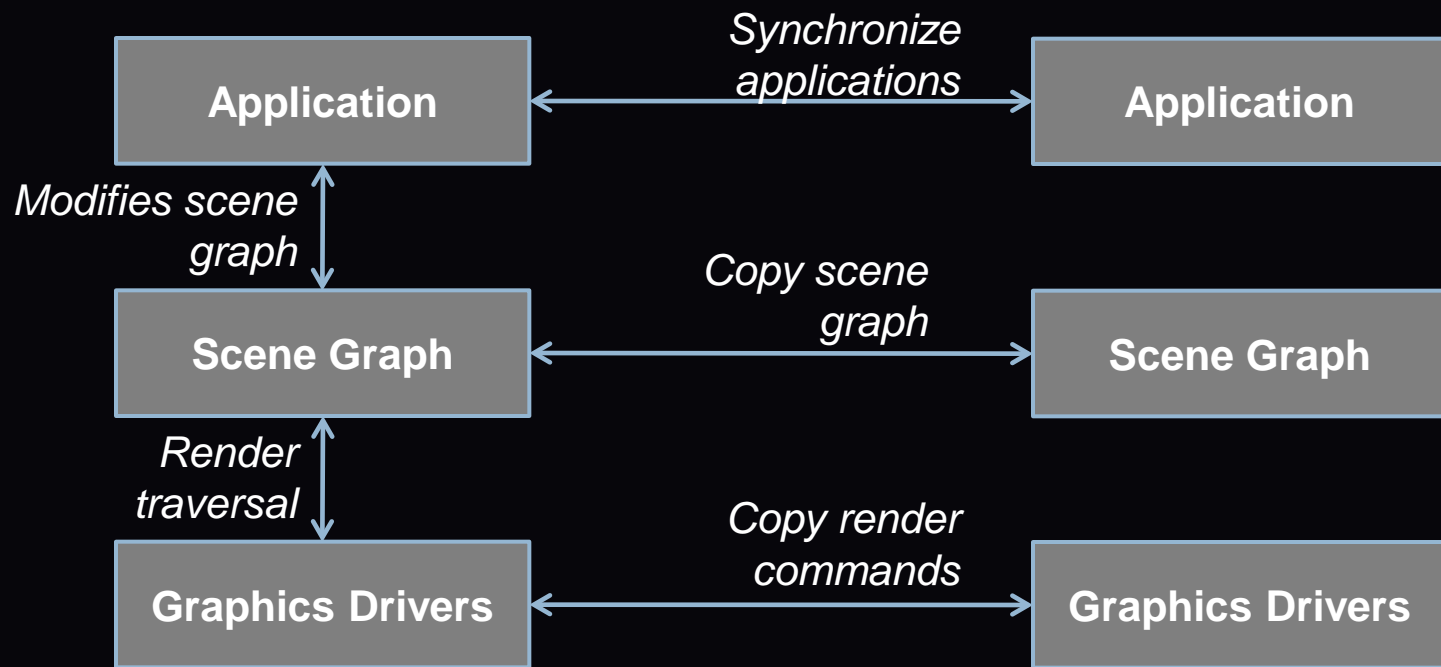 Synchronize
applications
Application
Application
Modifies scene
graph
Copy scene
graph
Scene Graph
Scene Graph
Render
traversal
Copy render
commands
Graphics Drivers
Graphics Drivers